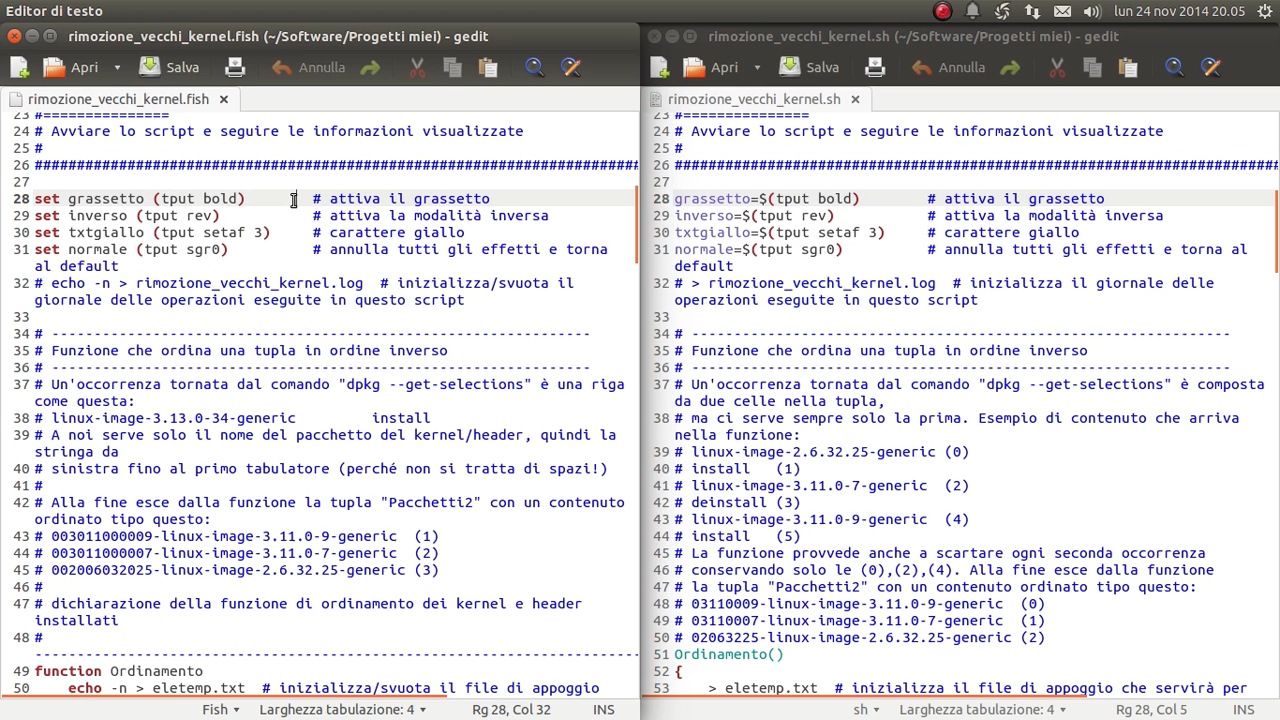 Editor di testo
lun 24 nov 2014 20.05
rimozione_vecchi_kernel.fish (~/Software/Progetti miei) - gedit
Apri Salva Annulla
rimozione_vecchi_kernel.fish ×
23 #===============
24 # Avviare lo script e seguire le informazioni visualizzate
25 #
26 ########################################################################
27
28 set grassetto (tput bold)        # attiva il grassetto
29 set inverso (tput rev)           # attiva la modalità inversa
30 set txtgiallo (tput setaf 3)     # carattere giallo
31 set normale (tput sgr0)          # annulla tutti gli effetti e torna
al default
32 # echo -n > rimozione_vecchi_kernel.log  # inizializza/svuota il
giornale delle operazioni eseguite in questo script
33
34 # ----------------------------------------------------------------
35 # Funzione che ordina una tupla in ordine inverso
36 # ----------------------------------------------------------------
37 # Un'occorrenza tornata dal comando "dpkg --get-selections" è una riga
come questa:
38 # linux-image-3.13.0-34-generic         install
39 # A noi serve solo il nome del pacchetto del kernel/header, quindi la
stringa da
40 # sinistra fino al primo tabulatore (perché non si tratta di spazi!)
41 #
42 # Alla fine esce dalla funzione la tupla "Pacchetti2" con un contenuto
ordinato tipo questo:
43 # 003011000009-linux-image-3.11.0-9-generic  (1)
44 # 003011000007-linux-image-3.11.0-7-generic  (2)
45 # 002006032025-linux-image-2.6.32.25-generic (3)
46 #
47 # dichiarazione della funzione di ordinamento dei kernel e header
installati
48 #
------------------------------------------------------------------------
49 function Ordinamento
50     echo -n > eletemp.txt  # inizializza/svuota il file di appoggio
Fish Larghezza tabulazione: 4 Rg 28, Col 32 INS
rimozione_vecchi_kernel.sh (~/Software/Progetti miei) - gedit
Apri Salva Annulla
rimozione_vecchi_kernel.sh ×
23 #===============
24 # Avviare lo script e seguire le informazioni visualizzate
25 #
26 ########################################################################
27
28 grassetto=$(tput bold)        # attiva il grassetto
29 inverso=$(tput rev)           # attiva la modalità inversa
30 txtgiallo=$(tput setaf 3)     # carattere giallo
31 normale=$(tput sgr0)          # annulla tutti gli effetti e torna al
default
32 # > rimozione_vecchi_kernel.log  # inizializza il giornale delle
operazioni eseguite in questo script
33
34 # ----------------------------------------------------------------
35 # Funzione che ordina una tupla in ordine inverso
36 # ----------------------------------------------------------------
37 # Un'occorrenza tornata dal comando "dpkg --get-selections" è composta
da due celle nella tupla,
38 # ma ci serve sempre solo la prima. Esempio di contenuto che arriva
nella funzione:
39 # linux-image-2.6.32.25-generic (0)
40 # install   (1)
41 # linux-image-3.11.0-7-generic  (2)
42 # deinstall (3)
43 # linux-image-3.11.0-9-generic  (4)
44 # install   (5)
45 # La funzione provvede anche a scartare ogni seconda occorrenza
46 # conservando solo le (0),(2),(4). Alla fine esce dalla funzione
47 # la tupla "Pacchetti2" con un contenuto ordinato tipo questo:
48 # 03110009-linux-image-3.11.0-9-generic  (0)
49 # 03110007-linux-image-3.11.0-7-generic  (1)
50 # 02063225-linux-image-2.6.32.25-generic (2)
51 Ordinamento()
52 {
53     > eletemp.txt  # inizializza il file di appoggio che servirà per
sh Larghezza tabulazione: 4 Rg 28, Col 5 INS